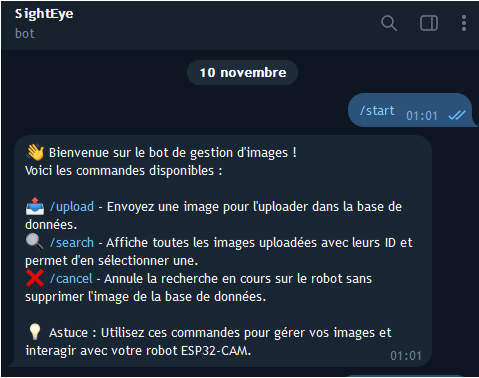 SightEye
bot
10 novembre
/start 01:01
👋 Bienvenue sur le bot de gestion d'images !
Voici les commandes disponibles :
📤 /upload - Envoyez une image pour l'uploader dans la base de
données.
🔍 /search - Affiche toutes les images uploadées avec leurs ID et
permet d'en sélectionner une.
❌ /cancel - Annule la recherche en cours sur le robot sans
supprimer l'image de la base de données.
💡 Astuce : Utilisez ces commandes pour gérer vos images et
interagir avec votre robot ESP32-CAM.
01:01